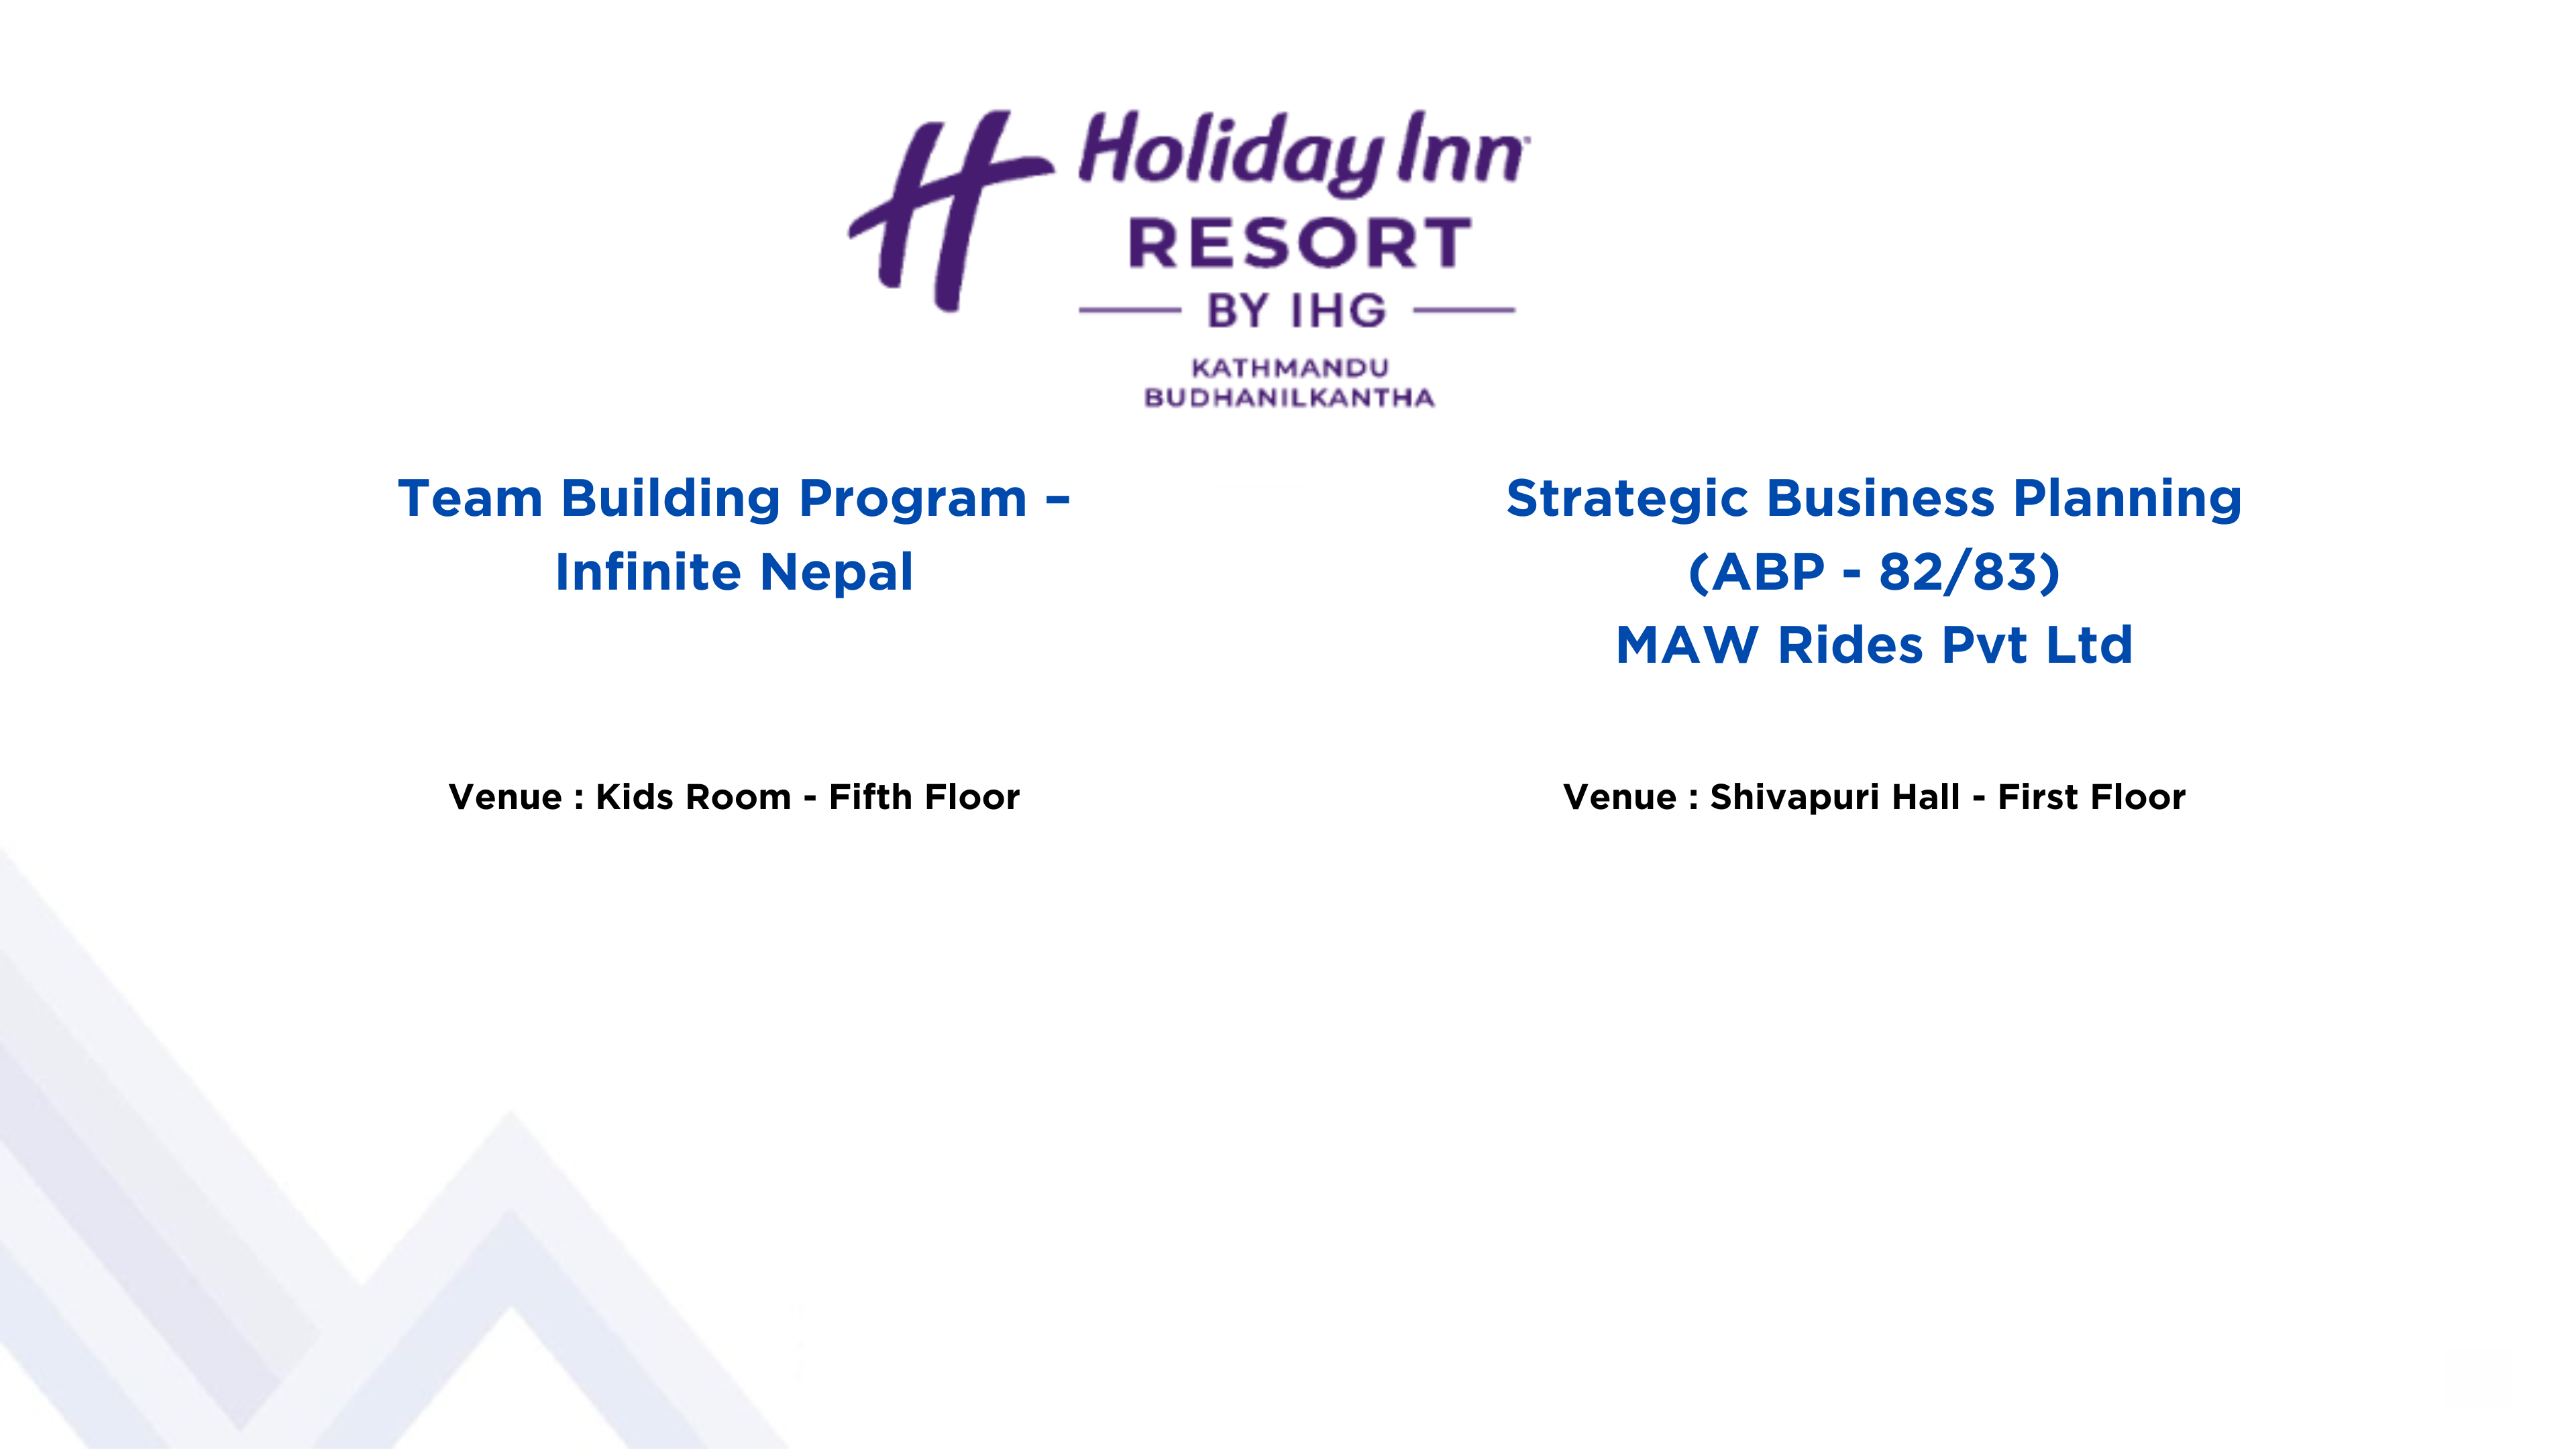 Holiday Inn
RESORT
BY IHG
KATHMANDU
BUDHANILKANTHA
Team Building Program –
Infinite Nepal
Venue : Kids Room - Fifth Floor
Strategic Business Planning
(ABP - 82/83)
MAW Rides Pvt Ltd
Venue : Shivapuri Hall - First Floor